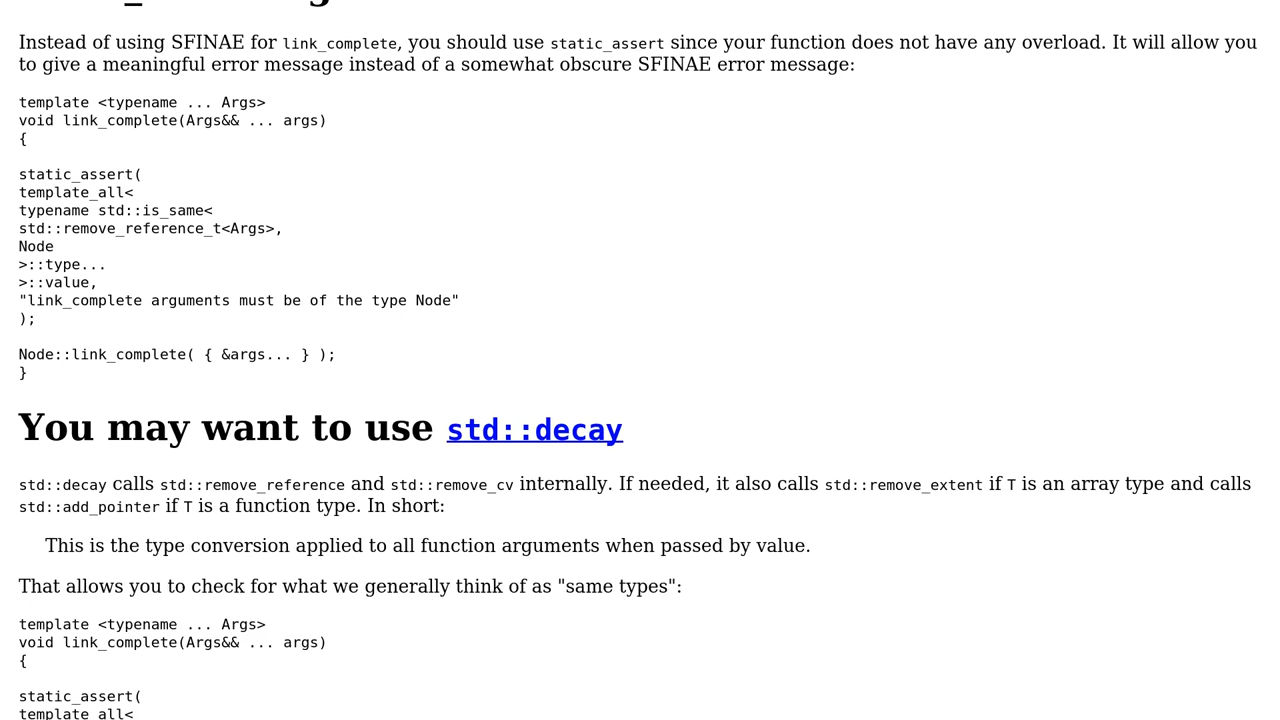 Instead of using SFINAE for link_complete, you should use static_assert since your function does not have any overload. It will allow you
to give a meaningful error message instead of a somewhat obscure SFINAE error message:
template <typename ... Args>
void link_complete(Args&& ... args)
{
static_assert(
template_all<
typename std::is_same<
std::remove_reference_t<Args>,
Node
>::type...
>::value,
"link_complete arguments must be of the type Node"
);
Node::link_complete( { &args... } );
}
You may want to use std::decay
std::decay calls std::remove_reference and std::remove_cv internally. If needed, it also calls std::remove_extent if T is an array type and calls
std::add_pointer if T is a function type. In short:
This is the type conversion applied to all function arguments when passed by value.
That allows you to check for what we generally think of as "same types":
template <typename ... Args>
void link_complete(Args&& ... args)
{
static_assert(
template_all<